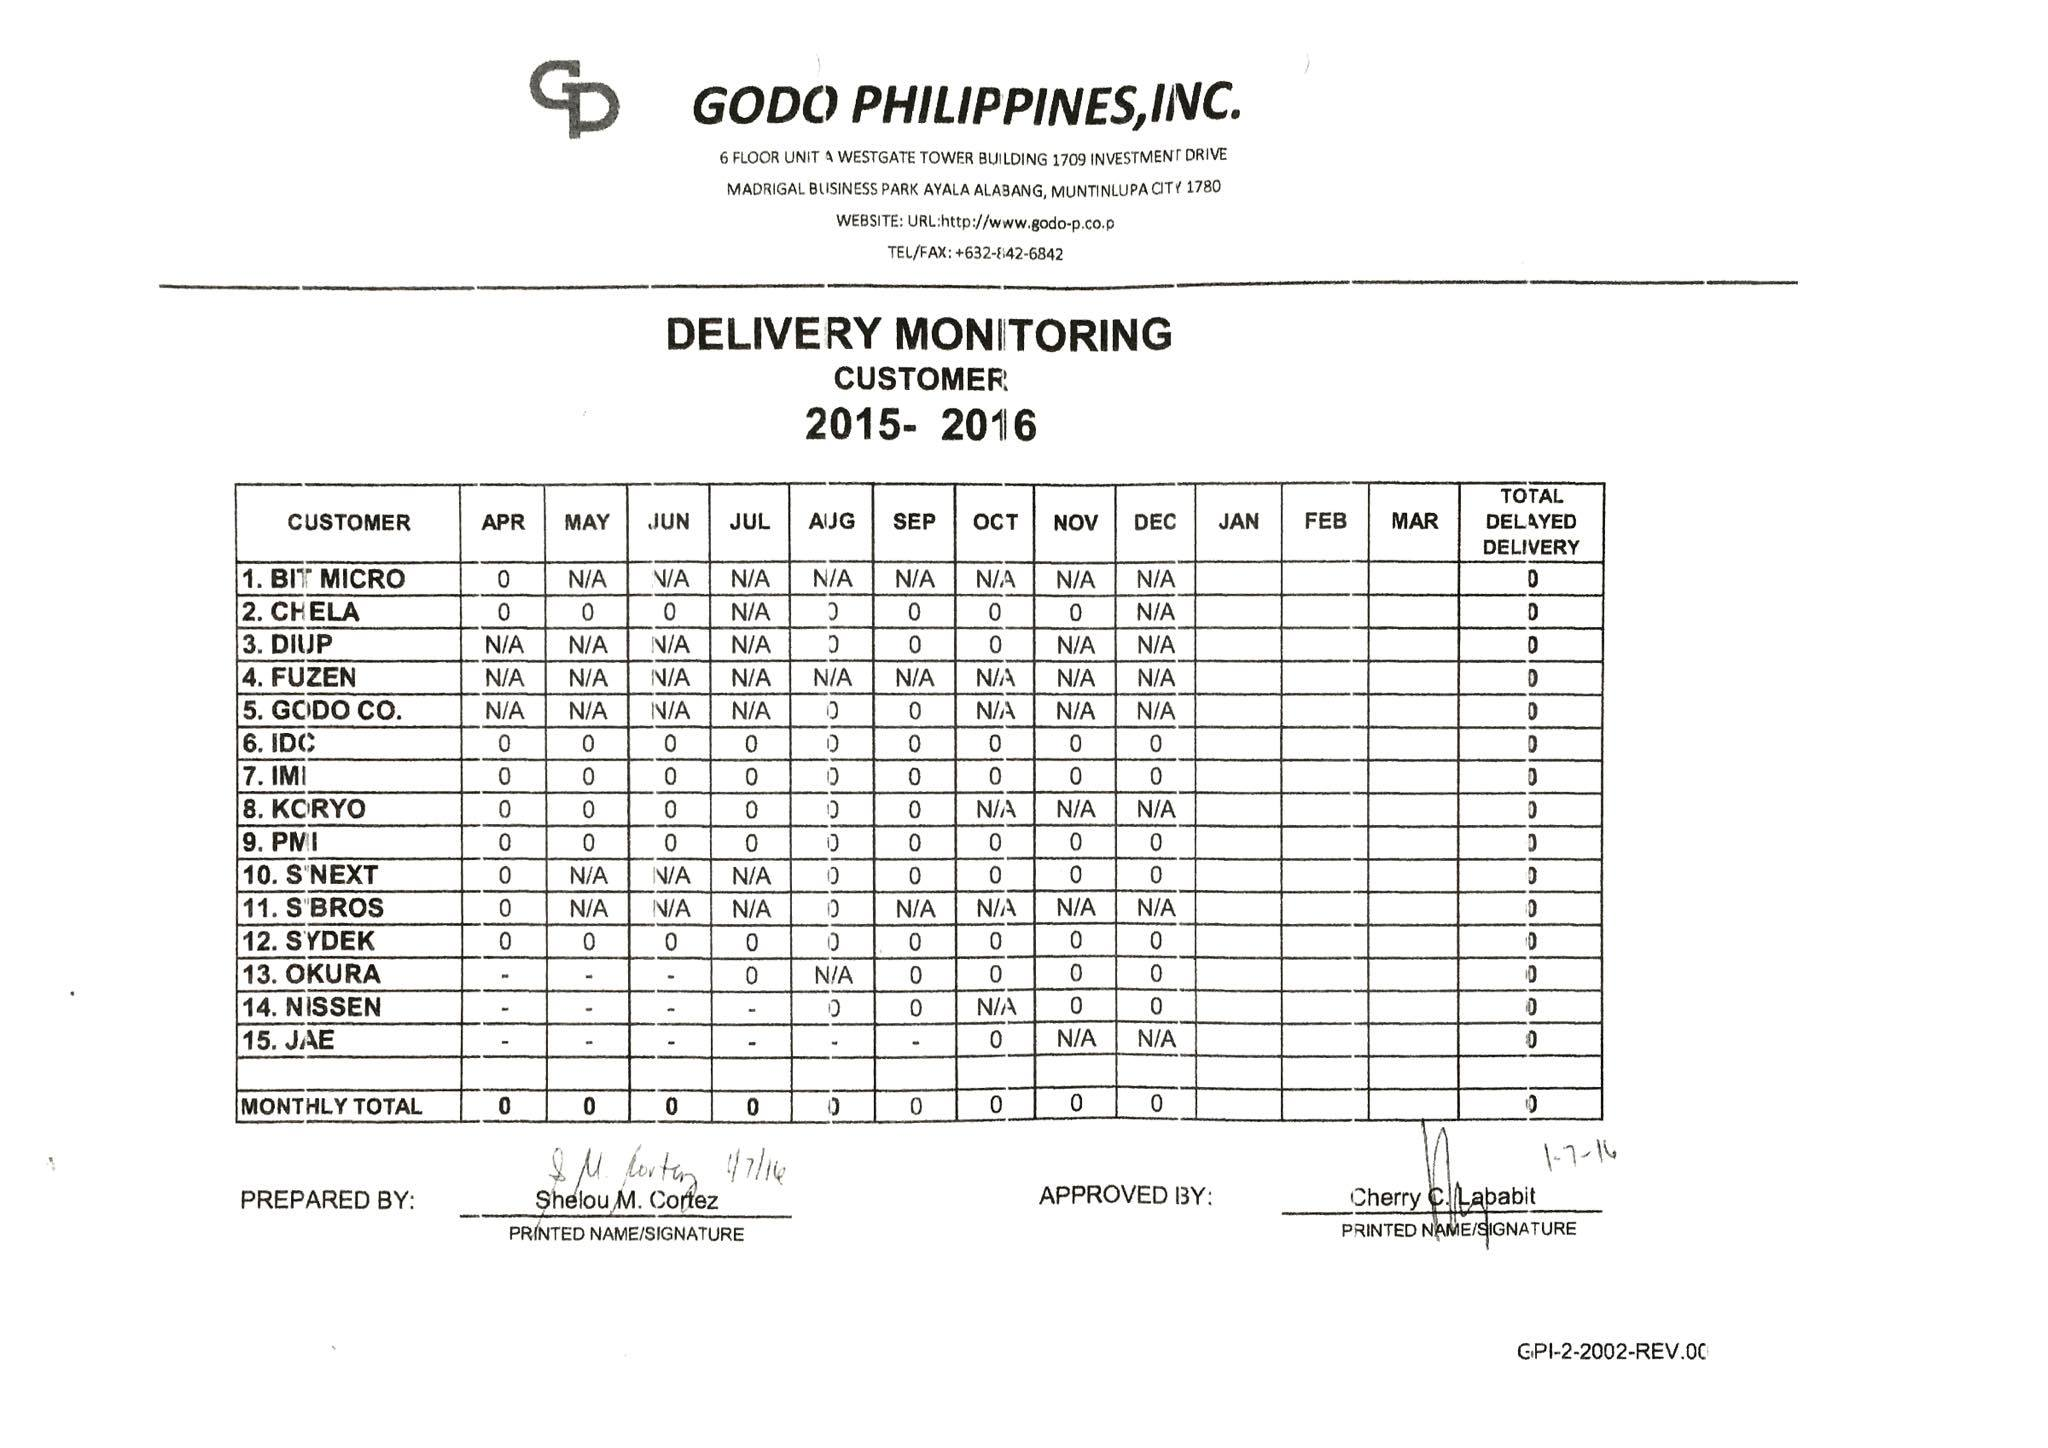 GP
GODO PHILIPPINES,INC.
6 FLOOR UNIT A WESTGATE TOWER BUILDING 1709 INVESTMENT DRIVE
MADRIGAL BUSINESS PARK AYALA ALABANG, MUNTINLUPA CITY 1780
WEBSITE: URL:http://www.godo-p.co.p
TEL/FAX: +632-842-6842
DELIVERY MONITORING
CUSTOMER
2015- 2016
CUSTOMER APR MAY JUN JUL AUG SEP OCT NOV DEC JAN FEB MAR TOTAL DELAYED DELIVERY
1. BIT MICRO 0 N/A N/A N/A N/A N/A N/A N/A N/A 0
2. CHELA 0 0 0 N/A 0 0 0 0 N/A 0
3. DIUP N/A N/A N/A N/A 0 0 0 N/A N/A 0
4. FUZEN N/A N/A N/A N/A N/A N/A N/A N/A N/A 0
5. GODO CO. N/A N/A N/A N/A 0 0 N/A N/A N/A 0
6. IDC 0 0 0 0 0 0 0 0 0 0
7. IMI 0 0 0 0 0 0 0 0 0 0
8. KORYO 0 0 0 0 0 0 N/A N/A N/A 0
9. PMI 0 0 0 0 0 0 0 0 0 0
10. S'NEXT 0 N/A N/A N/A 0 0 0 0 0 0
11. S'BROS 0 N/A N/A N/A 0 N/A N/A N/A N/A 0
12. SYDEK 0 0 0 0 0 0 0 0 0 0
13. OKURA - - - 0 N/A 0 0 0 0 0
14. NISSEN - - - - 0 0 N/A 0 0 0
15. JAE - - - - - - 0 N/A N/A 0
MONTHLY TOTAL 0 0 0 0 0 0 0 0 0 0
S M. Cortez 1/7/16 1-7-16
PREPARED BY: Shelou M. Cortez APPROVED BY: Cherry C. Lababit
PRINTED NAME/SIGNATURE PRINTED NAME/SIGNATURE
GPI-2-2002-REV.00